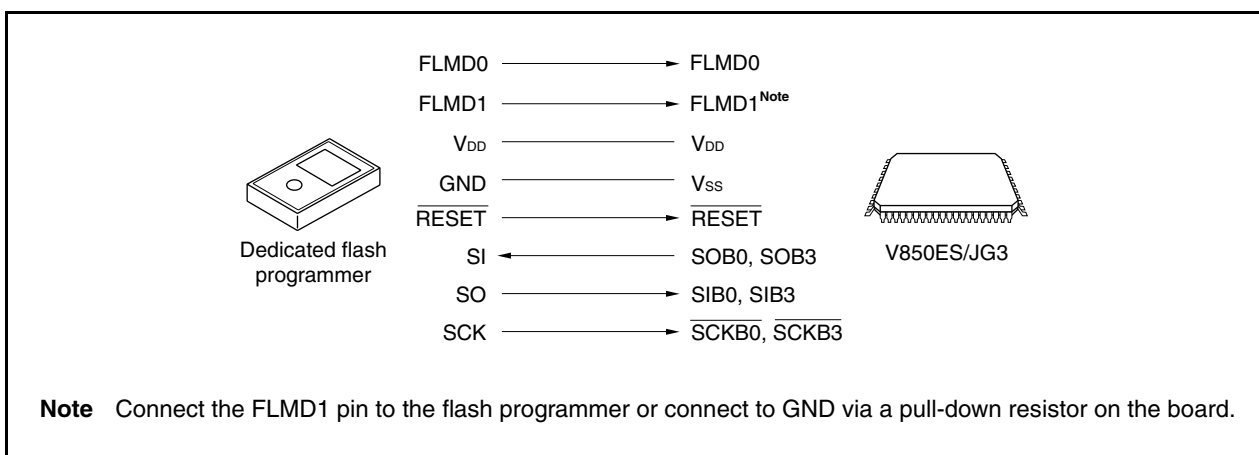 FLMD0 FLMD0
FLMD1 FLMD1Note
VDD VDD
GND VSS
RESET RESET
Dedicated flash
programmer
SI SOB0, SOB3
V850ES/JG3
SO SIB0, SIB3
SCK SCKB0, SCKB3
Note Connect the FLMD1 pin to the flash programmer or connect to GND via a pull-down resistor on the board.